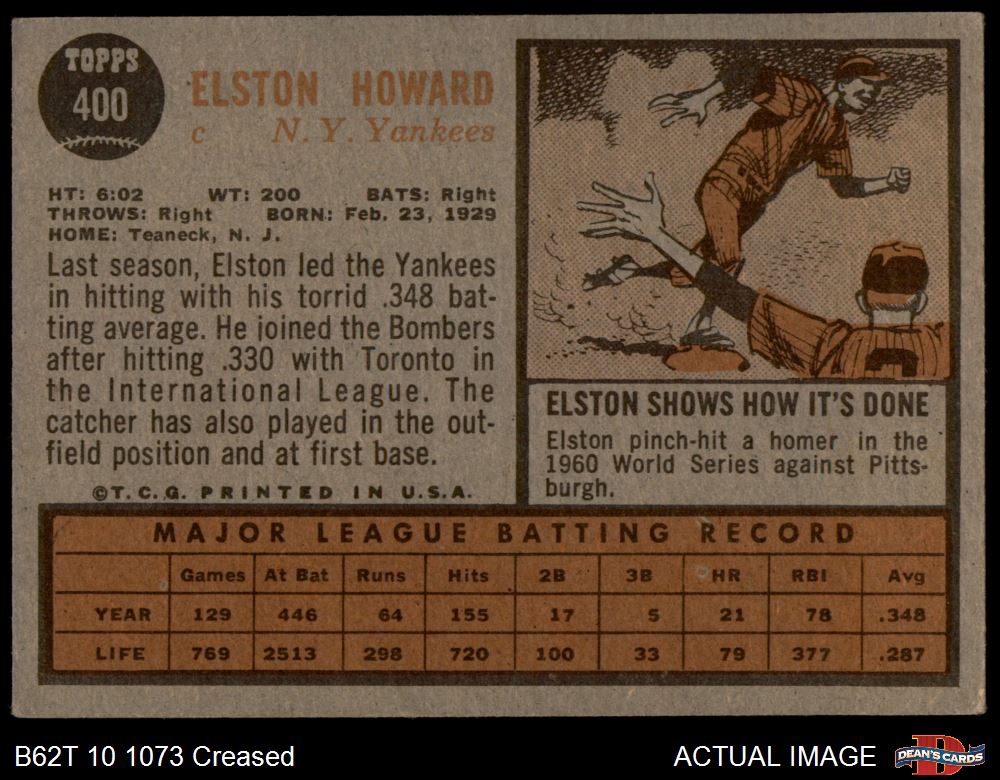 TOPPS
400
ELSTON HOWARD
c N. Y. Yankees
HT: 6:02 WT: 200 BATS: Right
THROWS: Right BORN: Feb. 23, 1929
HOME: Teaneck, N. J.
Last season, Elston led the Yankees
in hitting with his torrid .348 bat-
ting average. He joined the Bombers
after hitting .330 with Toronto in
the International League. The
catcher has also played in the out-
field position and at first base.
©T. C. G. PRINTED IN U.S.A.
ELSTON SHOWS HOW IT'S DONE
Elston pinch-hit a homer in the
1960 World Series against Pitts-
burgh.
MAJOR LEAGUE BATTING RECORD
Games At Bat Runs Hits 2B 3B HR RBI Avg
YEAR 129 446 64 155 17 5 21 78 .348
LIFE 769 2513 298 720 100 33 79 377 .287
B62T 10 1073 Creased
ACTUAL IMAGE
DEAN'S CARDS